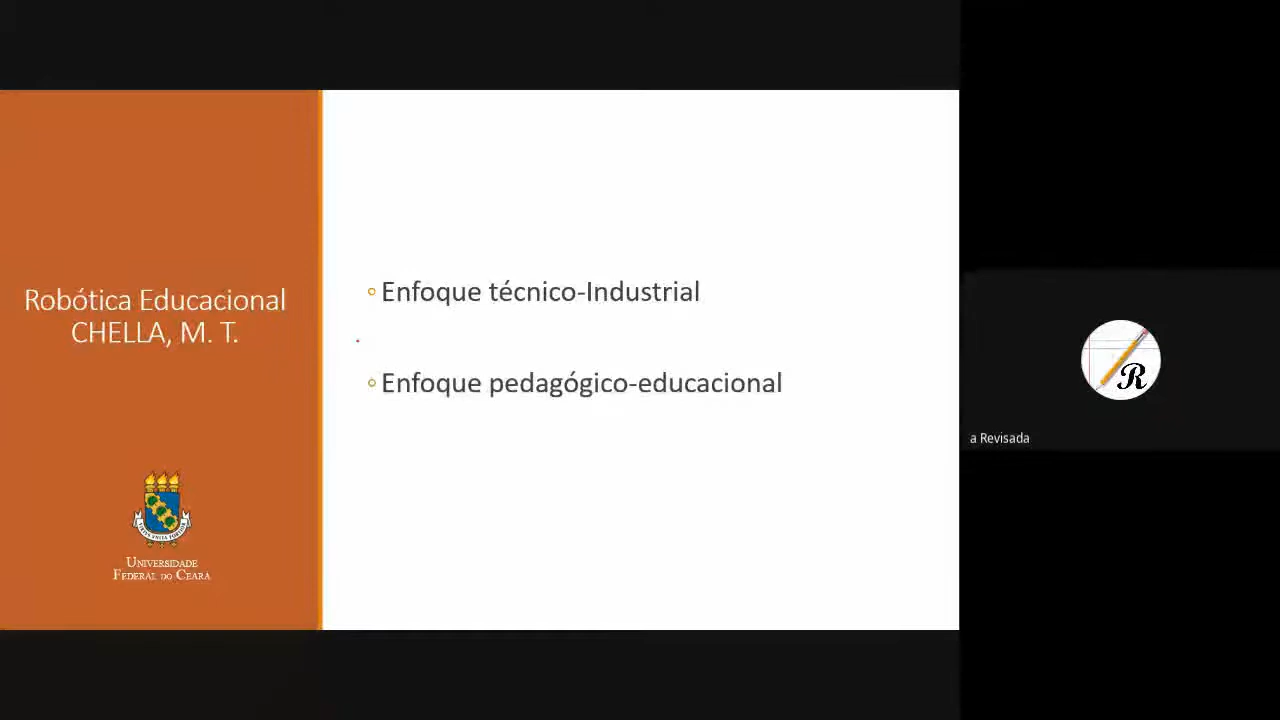 Robótica Educacional
CHELLA, M. T.
Enfoque técnico-Industrial
Enfoque pedagógico-educacional
UNIVERSIDADE
FEDERAL DO CEARÁ
R
a Revisada